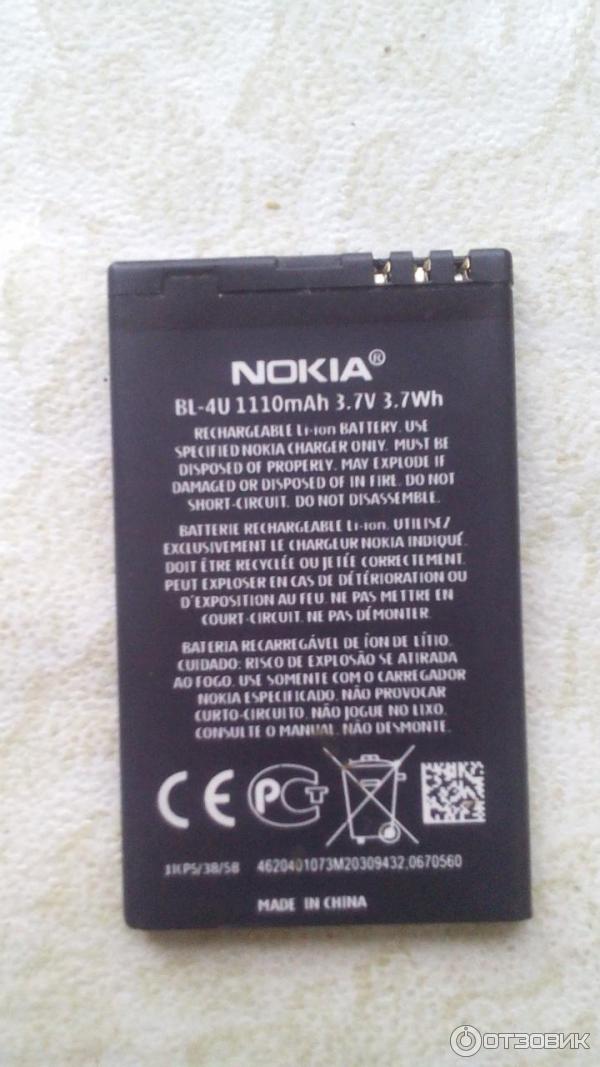 NOKIA®
BL-4U 1110mAh 3.7V 3.7Wh
RECHARGEABLE Li-ion BATTERY. USE
SPECIFIED NOKIA CHARGER ONLY. MUST BE
DISPOSED OF PROPERLY. MAY EXPLODE IF
DAMAGED OR DISPOSED OF IN FIRE. DO NOT
SHORT-CIRCUIT. DO NOT DISASSEMBLE.
BATTERIE RECHARGEABLE Li-ion. UTILISEZ
EXCLUSIVEMENT LE CHARGEUR NOKIA INDIQUÉ.
DOIT ÊTRE RECYCLÉE OU JETÉE CORRECTEMENT.
PEUT EXPLOSER EN CAS DE DÉTÉRIORATION OU
D'EXPOSITION AU FEU. NE PAS METTRE EN
COURT-CIRCUIT. NE PAS DÉMONTER.
BATERIA RECARREGÁVEL DE ÍON DE LÍTIO.
CUIDADO: RISCO DE EXPLOSÃO SE ATIRADA
AO FOGO. USE SOMENTE COM O CARREGADOR
NOKIA ESPECIFICADO. NÃO PROVOCAR
CURTO-CIRCUITO. NÃO JOGUE NO LIXO.
CONSULTE O MANUAL. NÃO DESMONTE.
CE РСТ
4620401073M20309432.0670560
MADE IN CHINA
ОТЗОВИК